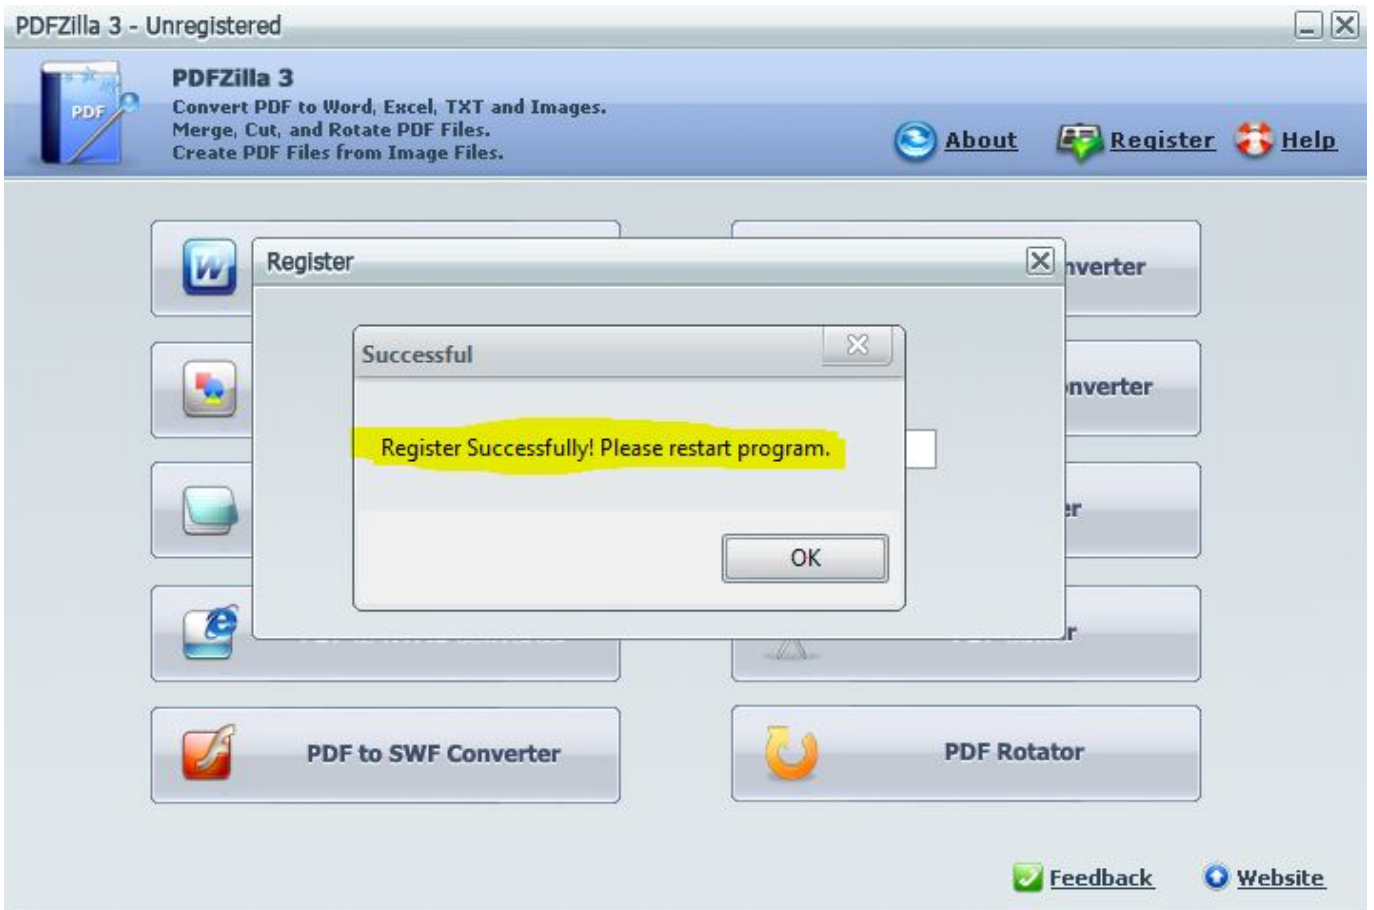 PDFZilla 3 - Unregistered
PDFZilla 3
Convert PDF to Word, Excel, TXT and Images.
Merge, Cut, and Rotate PDF Files.
Create PDF Files from Image Files.
PDF
About
Register
Help
Register
Successful
Register Successfully! Please restart program.
OK
PDF to SWF Converter
PDF Rotator
Feedback
Website